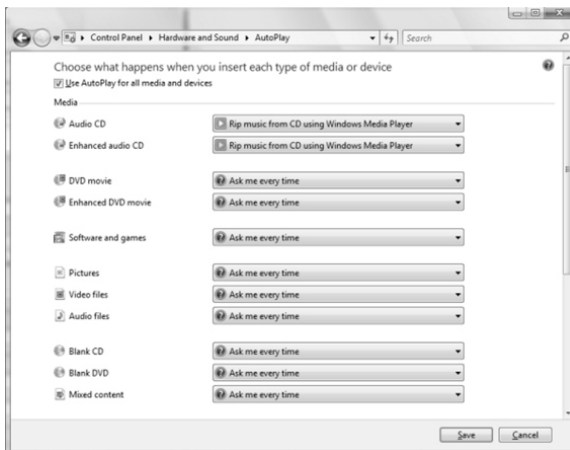 Control Panel ▸ Hardware and Sound ▸ AutoPlay Search
Choose what happens when you insert each type of media or device
Use AutoPlay for all media and devices
Media
Audio CD Rip music from CD using Windows Media Player
Enhanced audio CD Rip music from CD using Windows Media Player
DVD movie Ask me every time
Enhanced DVD movie Ask me every time
Software and games Ask me every time
Pictures Ask me every time
Video files Ask me every time
Audio files Ask me every time
Blank CD Ask me every time
Blank DVD Ask me every time
Mixed content Ask me every time
Save Cancel